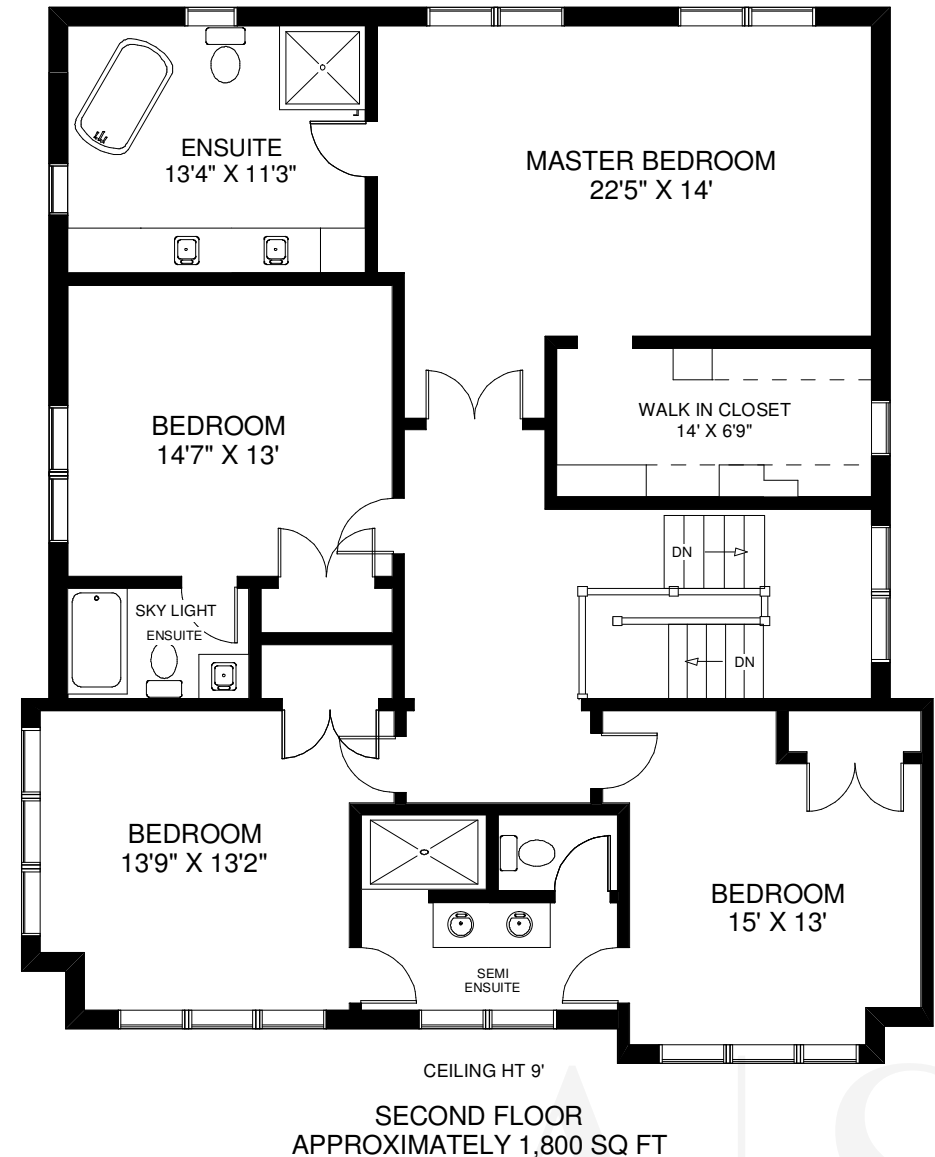 ENSUITE
13'4" X 11'3"
MASTER BEDROOM
22'5" X 14'
BEDROOM
14'7" X 13'
WALK IN CLOSET
14' X 6'9"
DN
DN
SKY LIGHT
ENSUITE
BEDROOM
13'9" X 13'2"
BEDROOM
15' X 13'
SEMI
ENSUITE
CEILING HT 9'
SECOND FLOOR
APPROXIMATELY 1,800 SQ FT